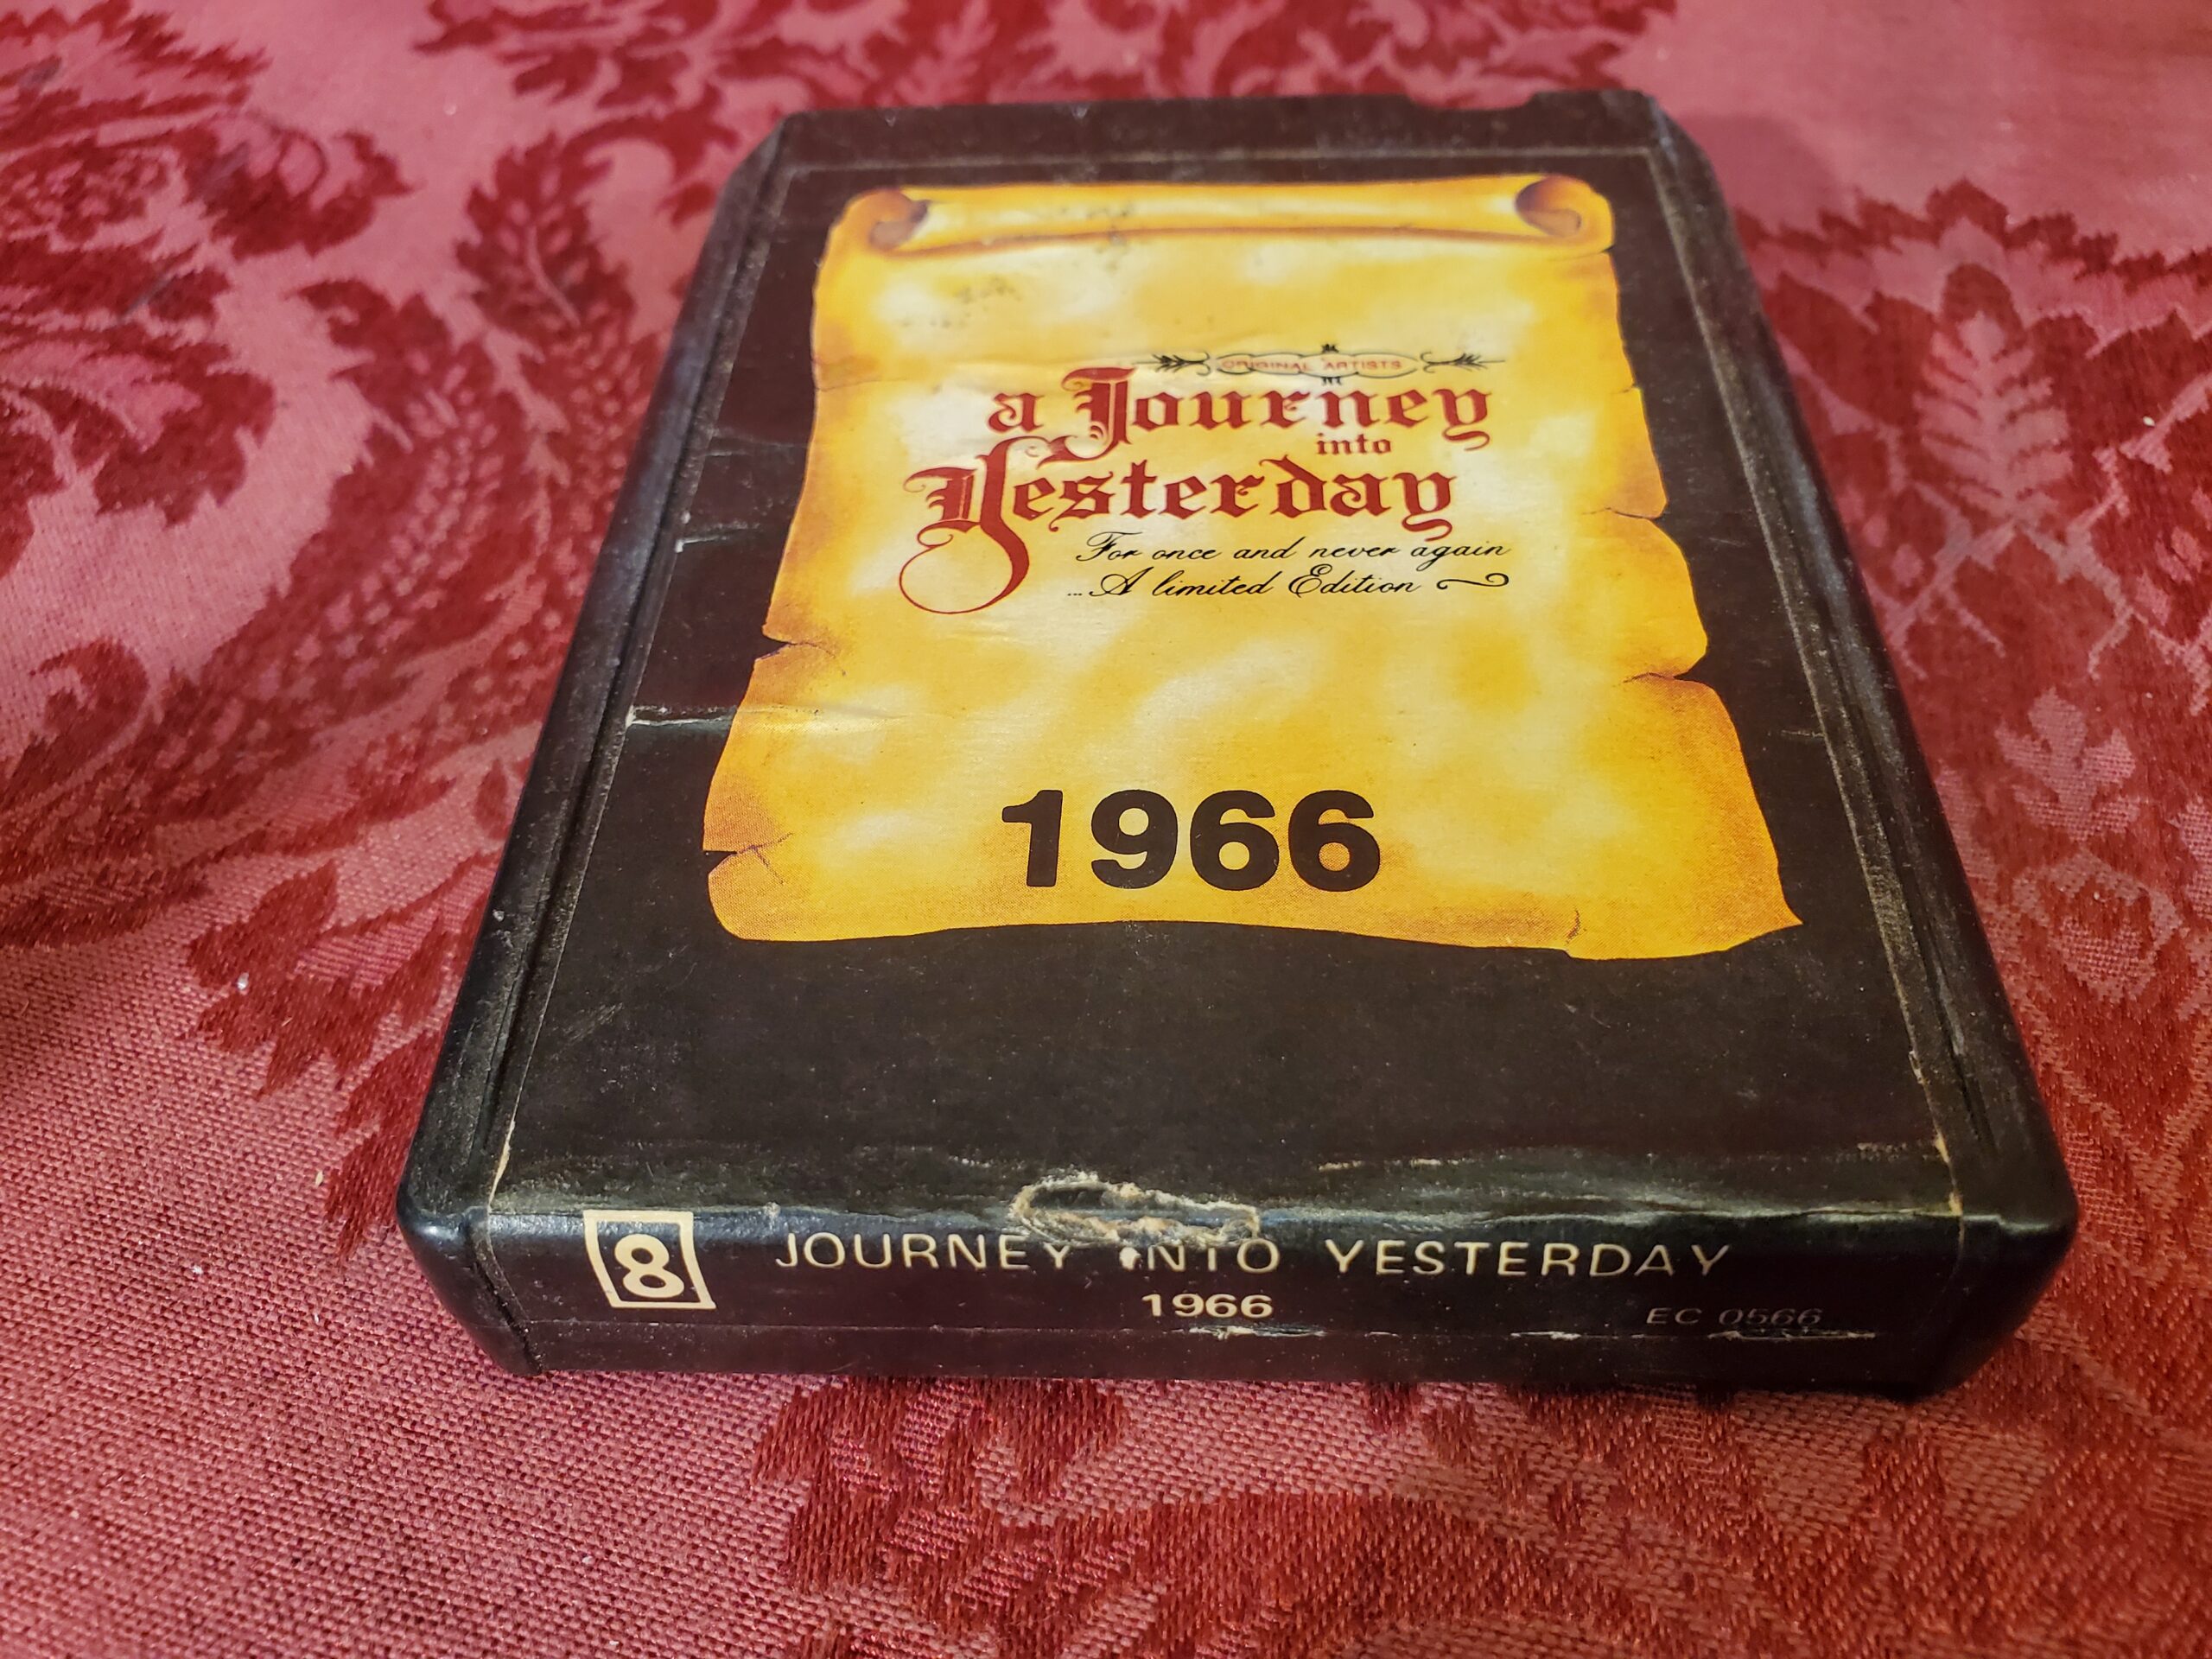 ORIGINAL ARTISTS
a Journey
into
Yesterday
For once and never again
...A limited Edition
1966
8 JOURNEY INTO YESTERDAY
1966
EC 0566